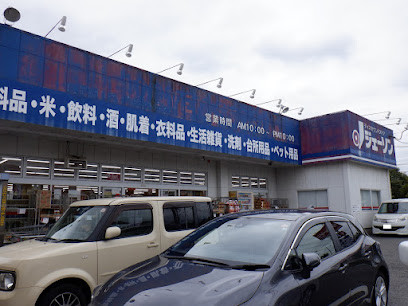 営業時間 AM10:00~PM10:00
料品・米・飲料・酒・肌着・衣料品・生活雑貨・洗剤・台所用品・ペット用品
ジェーソン